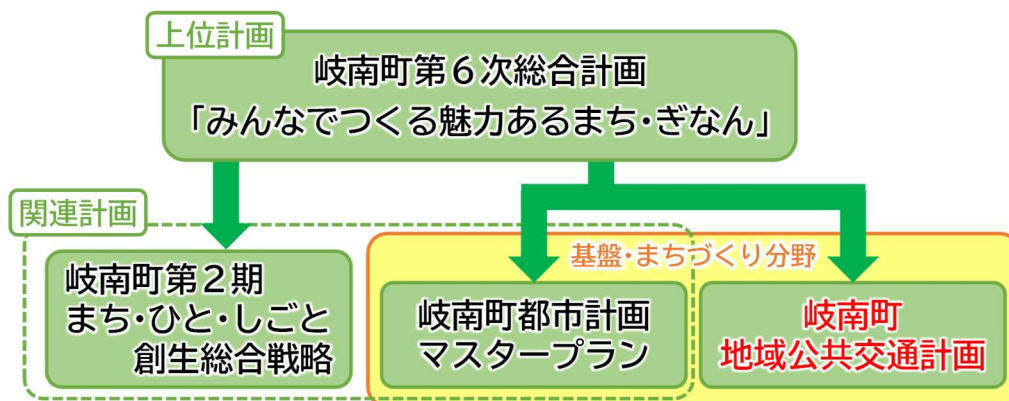 上位計画
岐南町第6次総合計画
「みんなでつくる魅力あるまち・ぎなん」
関連計画
基盤・まちづくり分野
岐南町第2期
まち・ひと・しごと
創生総合戦略
岐南町都市計画
マスタープラン
岐南町
地域公共交通計画